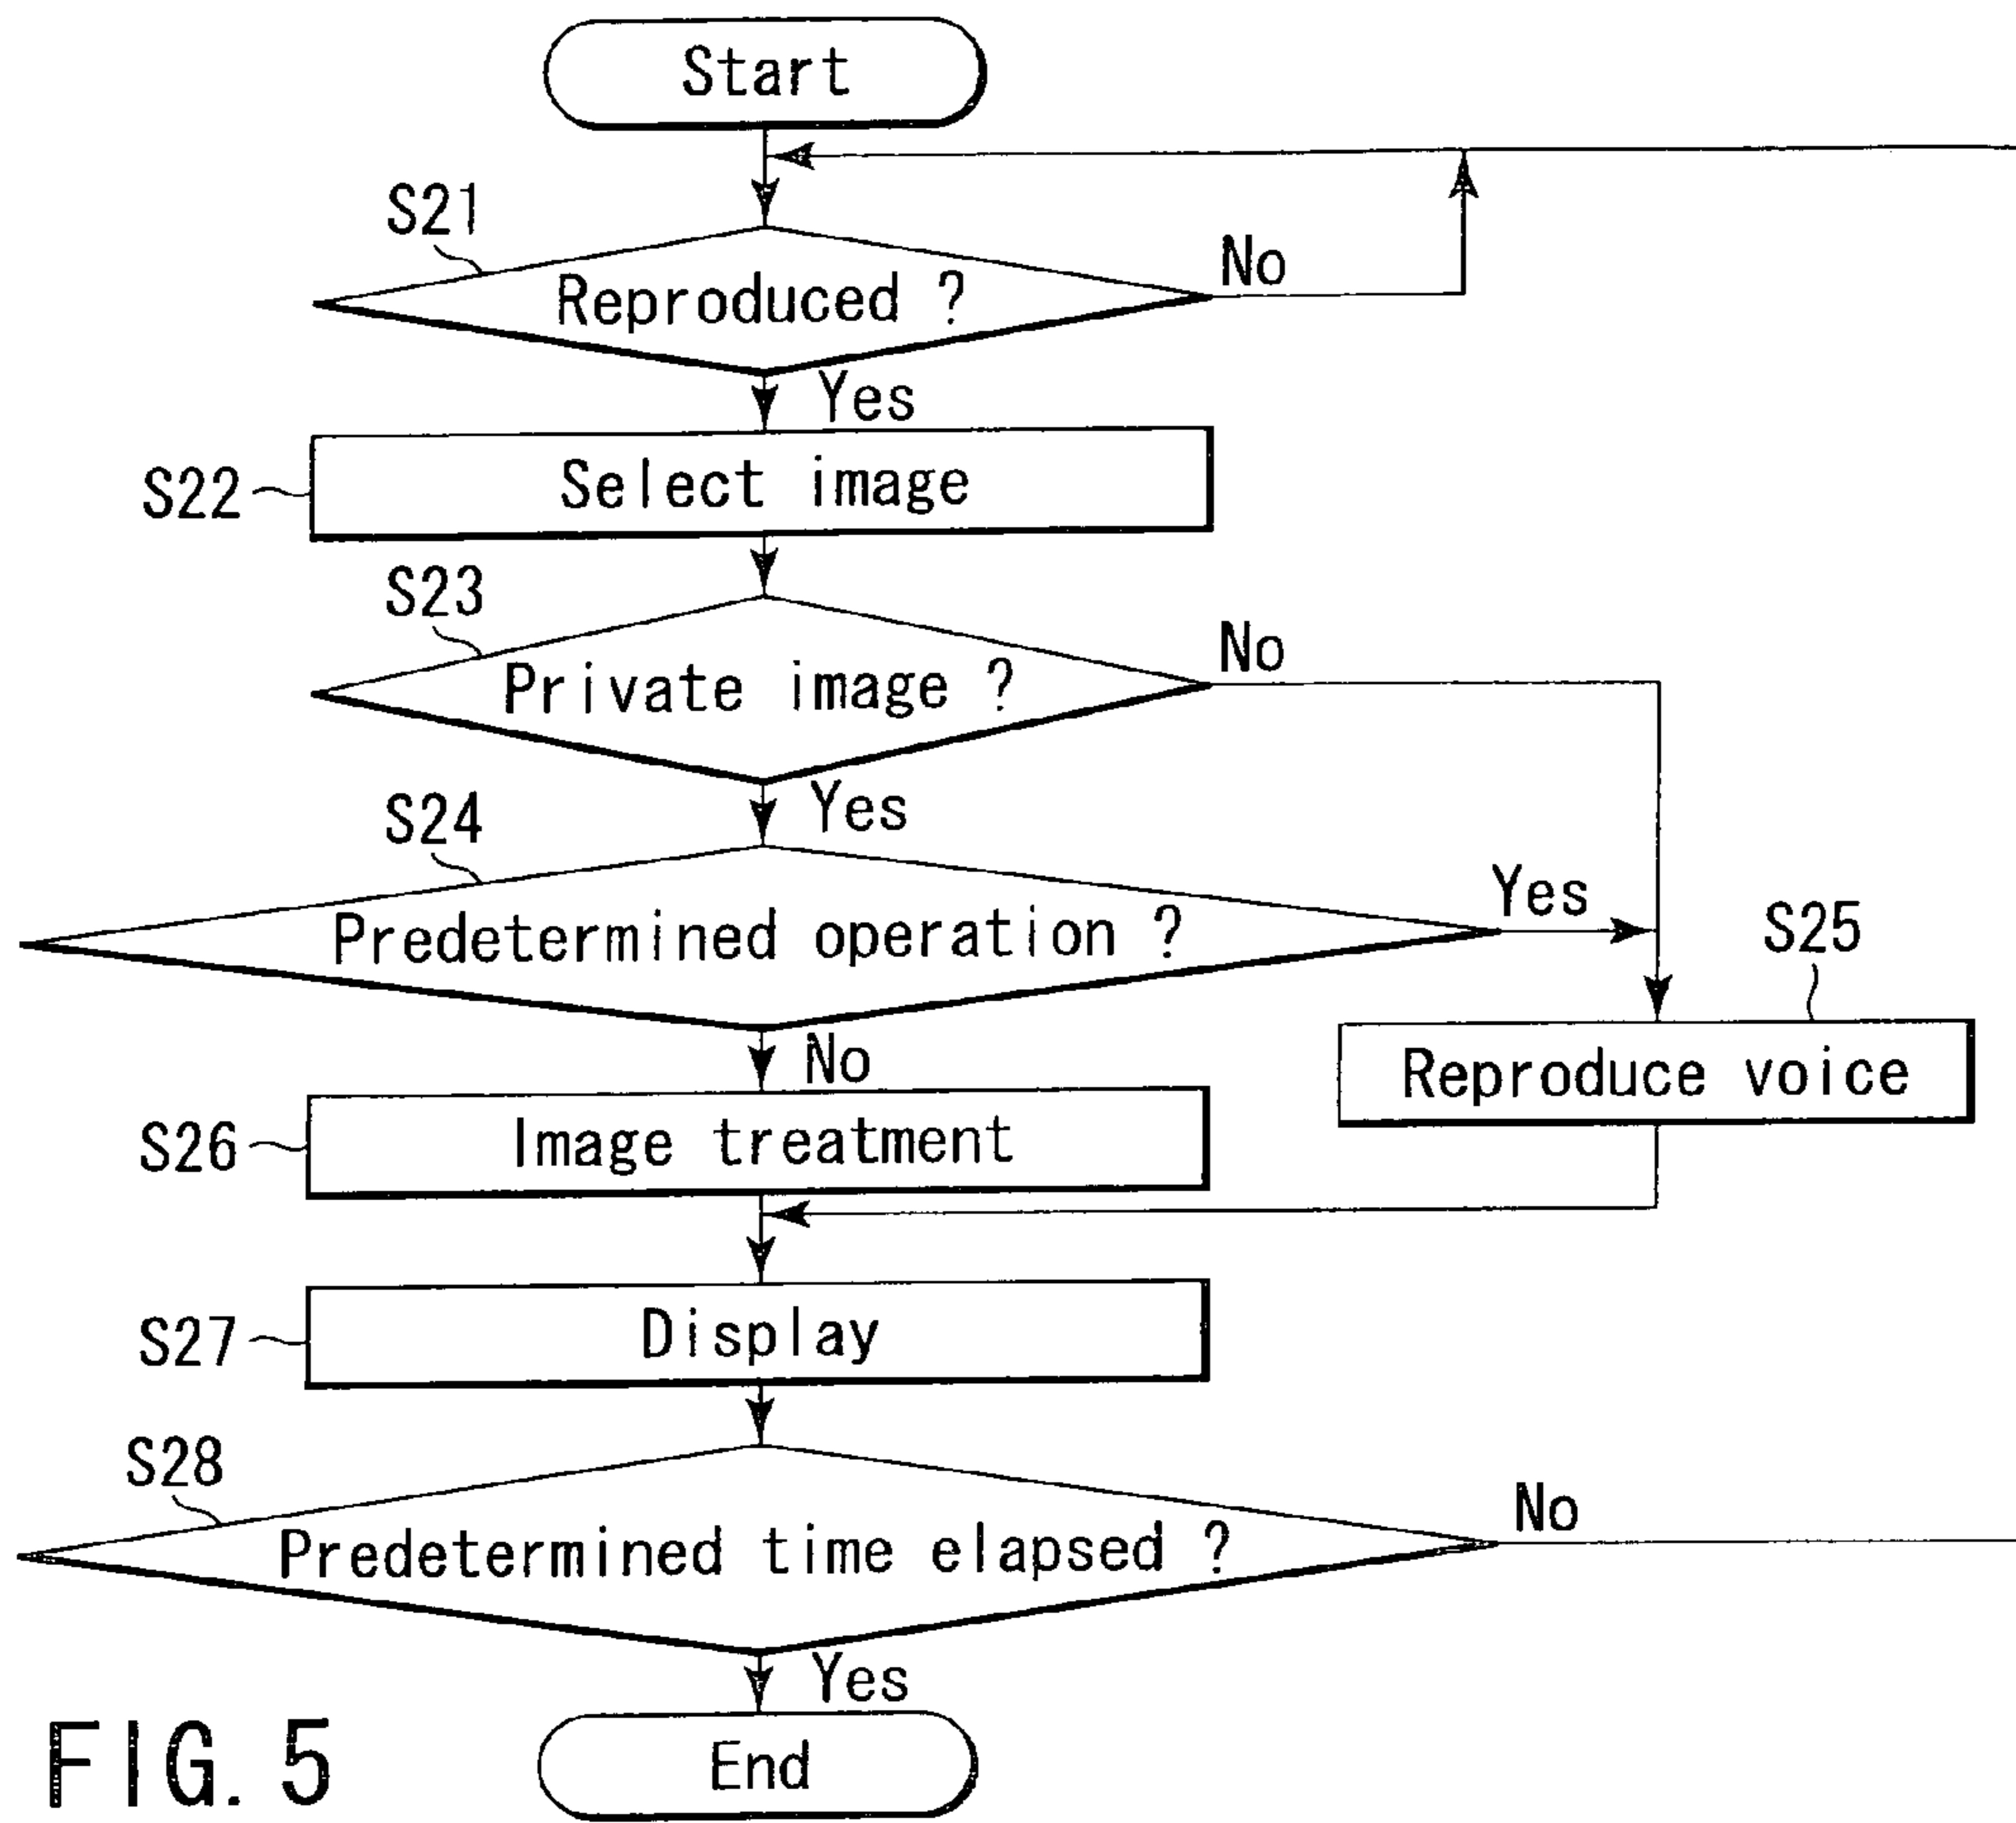 Start
S21
Reproduced ?
No
Yes
S22
Select image
S23
Private image ?
No
Yes
S24
Predetermined operation ?
Yes
S25
No
Reproduce voice
S26
Image treatment
S27
Display
S28
Predetermined time elapsed ?
No
Yes
End
FIG. 5